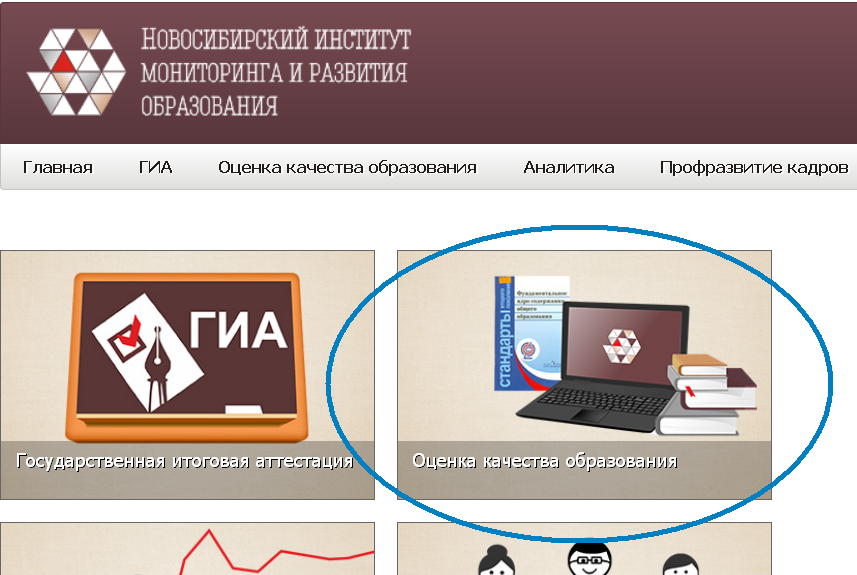 Новосибирский институт
мониторинга и развития
образования
Главная ГИА Оценка качества образования Аналитика Профразвитие кадров
ГИА
Государственная итоговая аттестация
стандарты
Фундаментальное
ядро содержания
общего
образования
Оценка качества образования